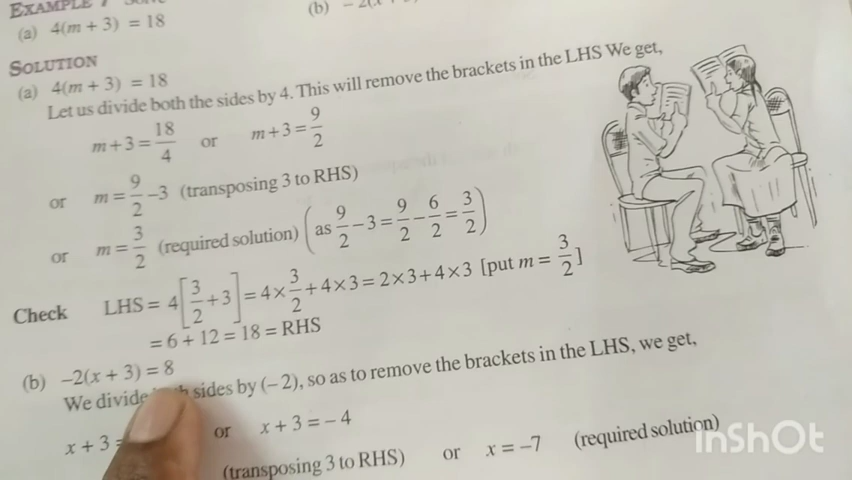 EXAMPLE
(b) – 2(x
(a) 4(m + 3) = 18
SOLUTION
(a) 4(m + 3) = 18
Let us divide both the sides by 4. This will remove the brackets in the LHS We get,
m + 3 = 18/4 or m + 3 = 9/2
or m = 9/2 – 3 (transposing 3 to RHS)
or m = 3/2 (required solution) (as 9/2 – 3 = 9/2 – 6/2 = 3/2)
Check LHS = 4[3/2 + 3] = 4 × 3/2 + 4 × 3 = 2 × 3 + 4 × 3 [put m = 3/2]
= 6 + 12 = 18 = RHS
(b) –2(x + 3) = 8
We divide sides by (– 2), so as to remove the brackets in the LHS, we get,
x + 3 = or x + 3 = – 4
(transposing 3 to RHS) or x = –7 (required solution)
InShOt